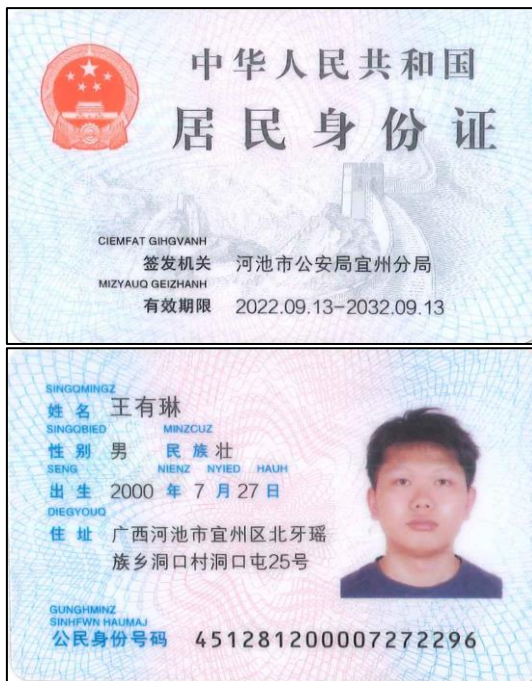 中华人民共和国
居民身份证
CIEMFAT GIHGVANH
签发机关 河池市公安局宜州分局
MIZYAUQ GEIZHANH
有效期限 2022.09.13-2032.09.13
SINGQMINGZ
姓名 王有琳
SINGQBIED MINZCUZ
性别 男 民族 壮
SENG NIENZ NYIED HAUH
出生 2000 年 7 月 27 日
DIEGYOUQ
住址 广西河池市宜州区北牙瑶
族乡洞口村洞口屯25号
GUNGHMINZ
SINHFWN HAUMAJ
公民身份号码 451281200007272296